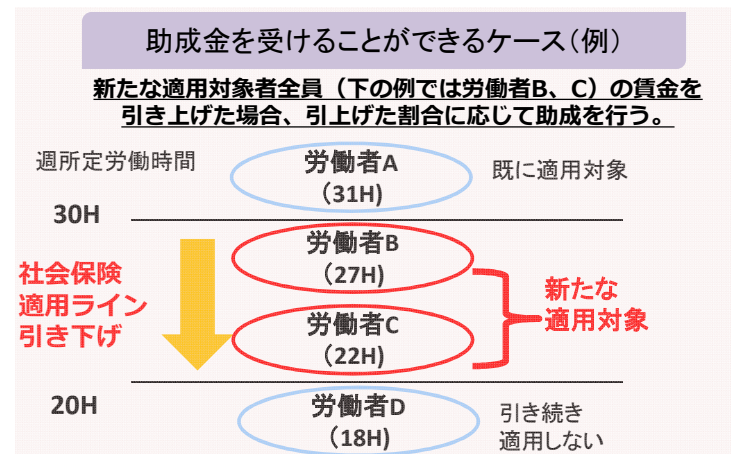 助成金を受けることができるケース（例）
新たな適用対象者全員（下の例では労働者B、C）の賃金を
引き上げた場合、引上げた割合に応じて助成を行う。
週所定労働時間
労働者A
（31H)
既に適用対象
30H
労働者B
（27H)
社会保険
適用ライン
引き下げ
新たな
適用対象
労働者C
（22H)
20H
労働者D
（18H)
引き続き
適用しない